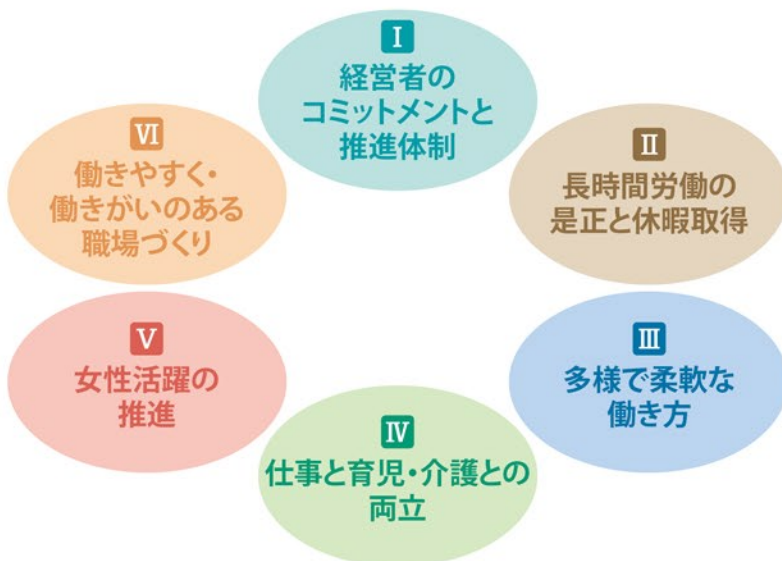 Ⅰ
経営者の
コミットメントと
推進体制
Ⅱ
長時間労働の
是正と休暇取得
Ⅲ
多様で柔軟な
働き方
Ⅳ
仕事と育児・介護との
両立
Ⅴ
女性活躍の
推進
Ⅵ
働きやすく・
働きがいのある
職場づくり